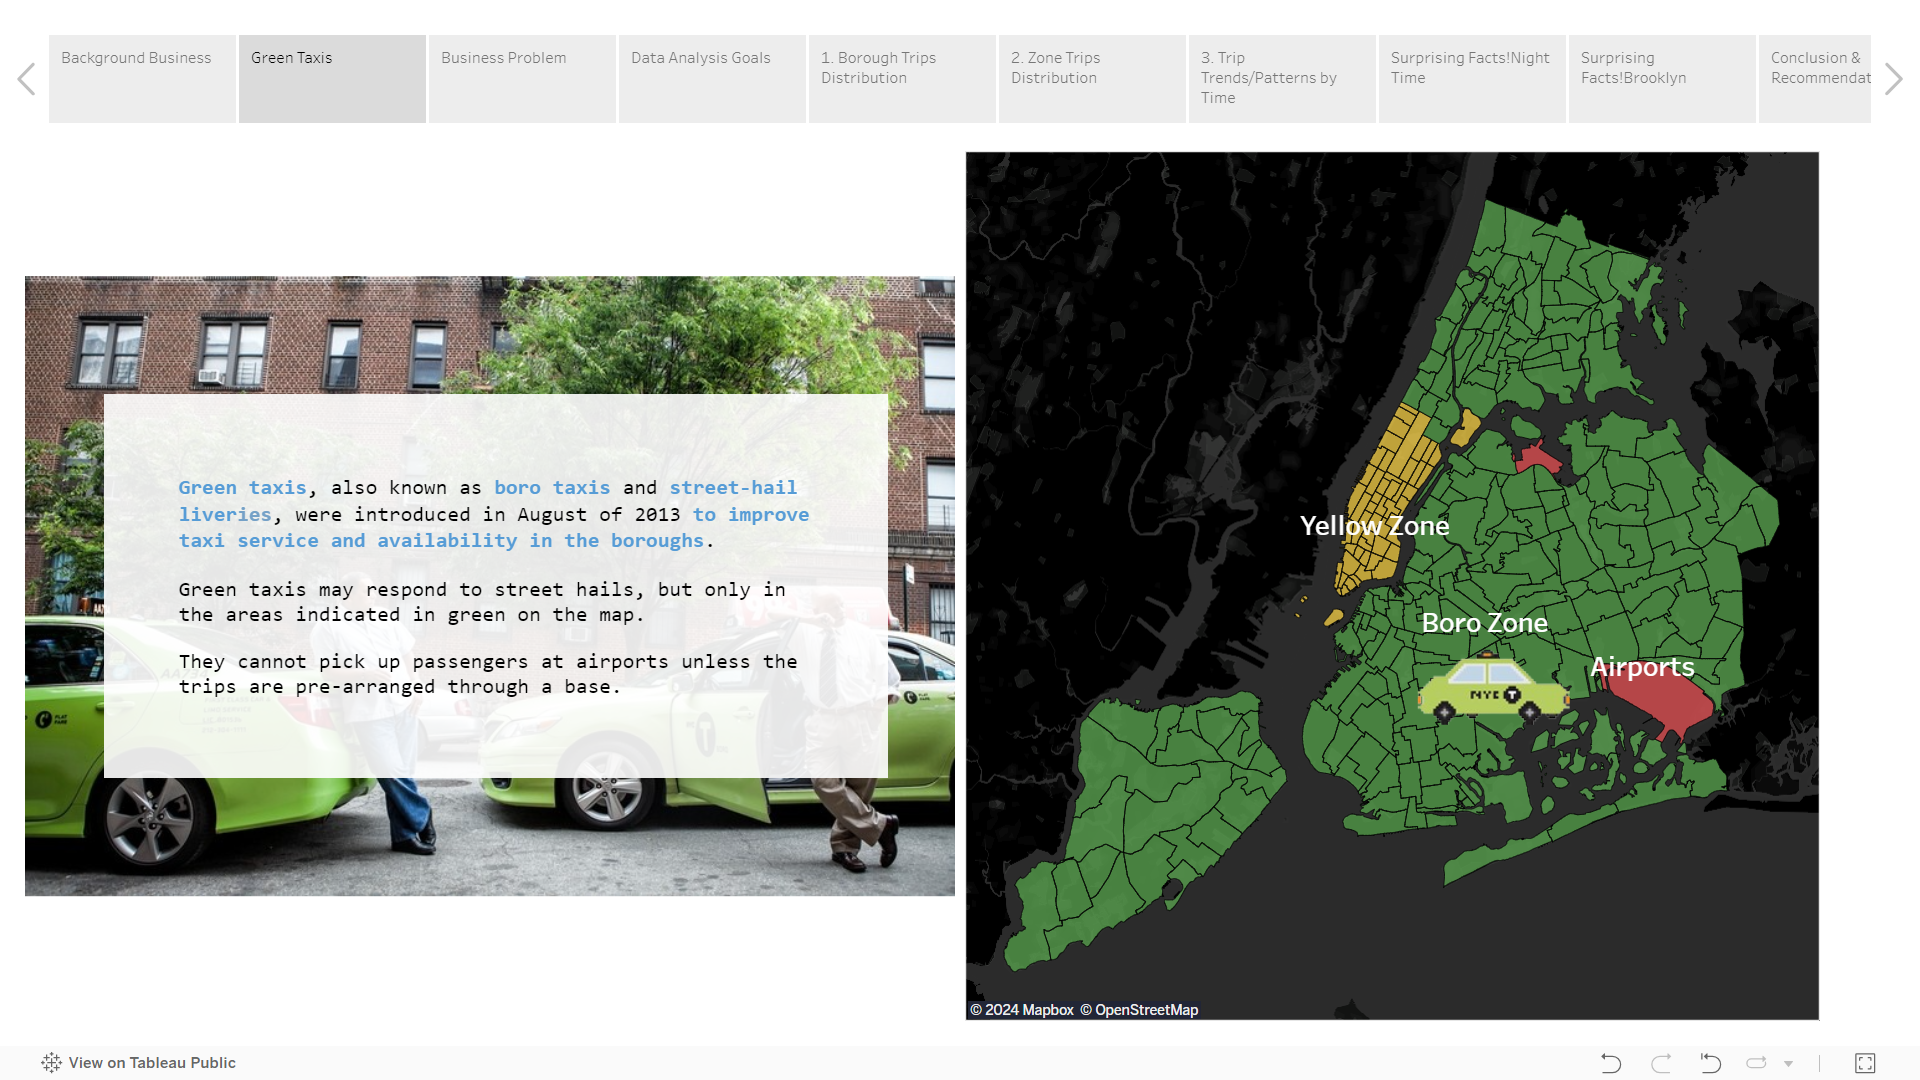 Background Business
Green Taxis
Business Problem
Data Analysis Goals
1. Borough Trips
Distribution
2. Zone Trips
Distribution
3. Trip
Trends/Patterns by
Time
Surprising Facts!Night
Time
Surprising
Facts!Brooklyn
Conclusion &
Recommendat
Green taxis, also known as boro taxis and street-hail
liveries, were introduced in August of 2013 to improve
taxi service and availability in the boroughs.
Green taxis may respond to street hails, but only in
the areas indicated in green on the map.
They cannot pick up passengers at airports unless the
trips are pre-arranged through a base.
Yellow Zone
Boro Zone
Airports
NYC T
© 2024 Mapbox © OpenStreetMap
View on Tableau Public